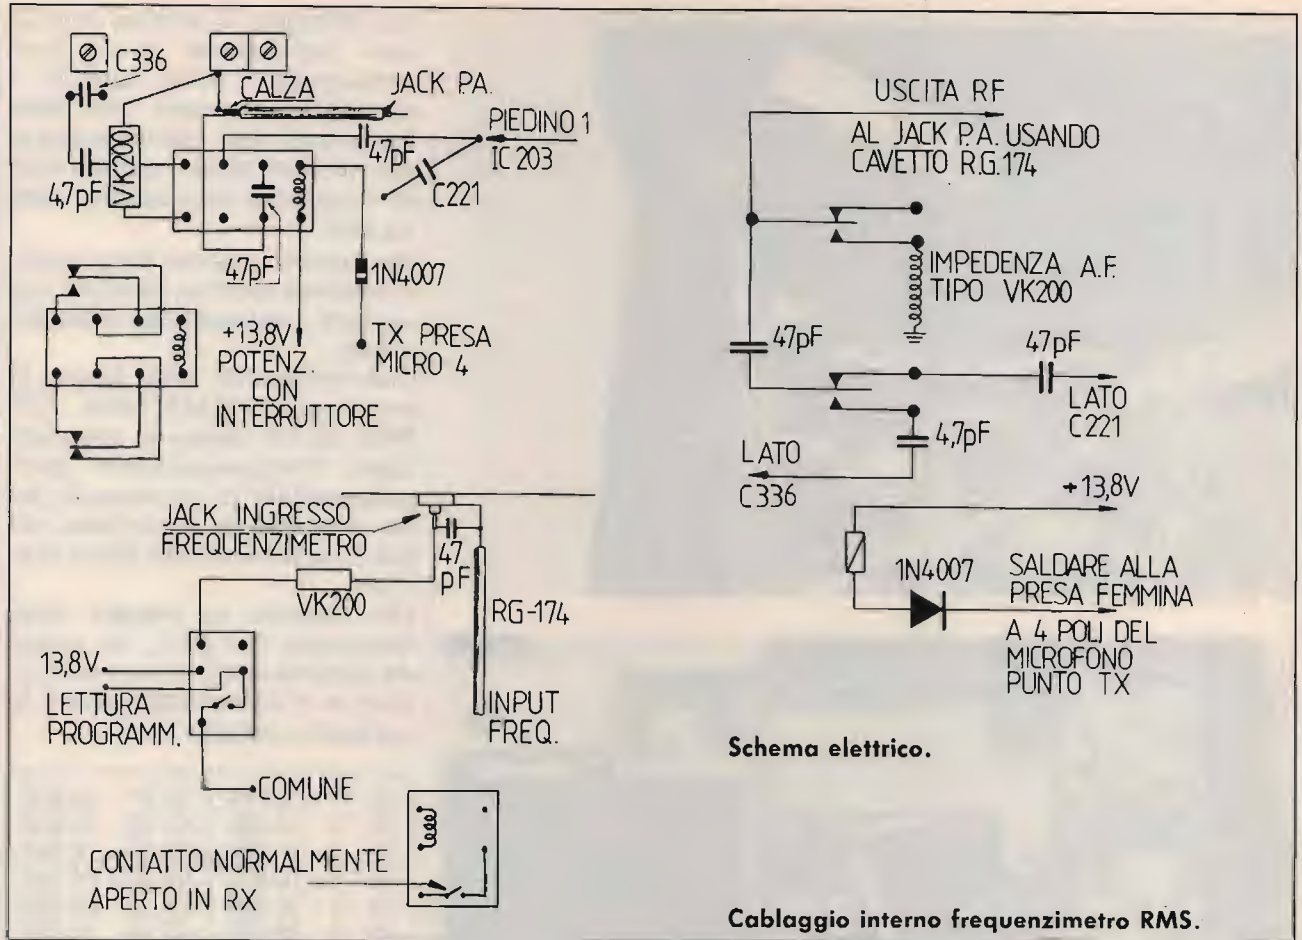 C336
CALZA
JACK P.A.
PIEDINO 1
IC 203
47pF
C221
4,7pF
VK200
47pF
1N4007
+13,8V
POTENZ.
CON
INTERRUTTORE
TX PRESA
MICRO 4
JACK INGRESSO
FREQUENZIMETRO
47
pF
VK200
RG-174
13,8V
LETTURA
PROGRAMM.
INPUT
FREQ.
COMUNE
CONTATTO NORMALMENTE
APERTO IN RX
USCITA RF
AL JACK P.A. USANDO
CAVETTO R.G.174
IMPEDENZA A.F.
TIPO VK200
47pF
47pF
LATO
C221
4,7pF
LATO
C336
+13,8V
1N4007
SALDARE ALLA
PRESA FEMMINA
A 4 POLI DEL
MICROFONO
PUNTO TX
Schema elettrico.
Cablaggio interno frequenzimetro RMS.